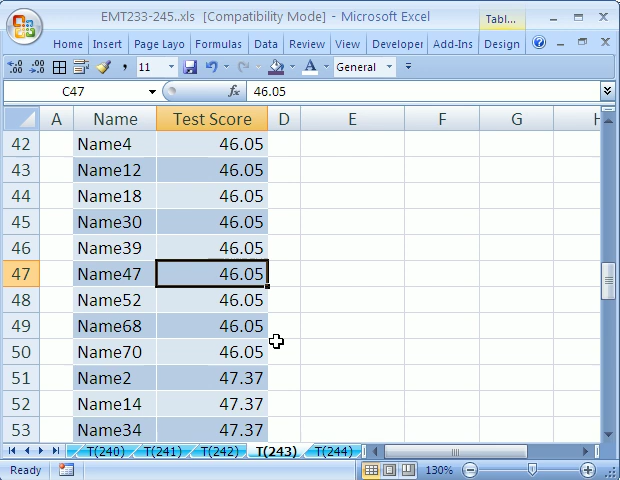 EMT233-245..xls [Compatibility Mode] - Microsoft Excel Tabl...
Home Insert Page Layo Formulas Data Review View Developer Add-Ins Design
11 General
C47 fx 46.05
A Name Test Score D E F G H
42 Name4 46.05
43 Name12 46.05
44 Name18 46.05
45 Name30 46.05
46 Name39 46.05
47 Name47 46.05
48 Name52 46.05
49 Name68 46.05
50 Name70 46.05
51 Name2 47.37
52 Name14 47.37
53 Name34 47.37
T(240) T(241) T(242) T(243) T(244)
Ready 130%